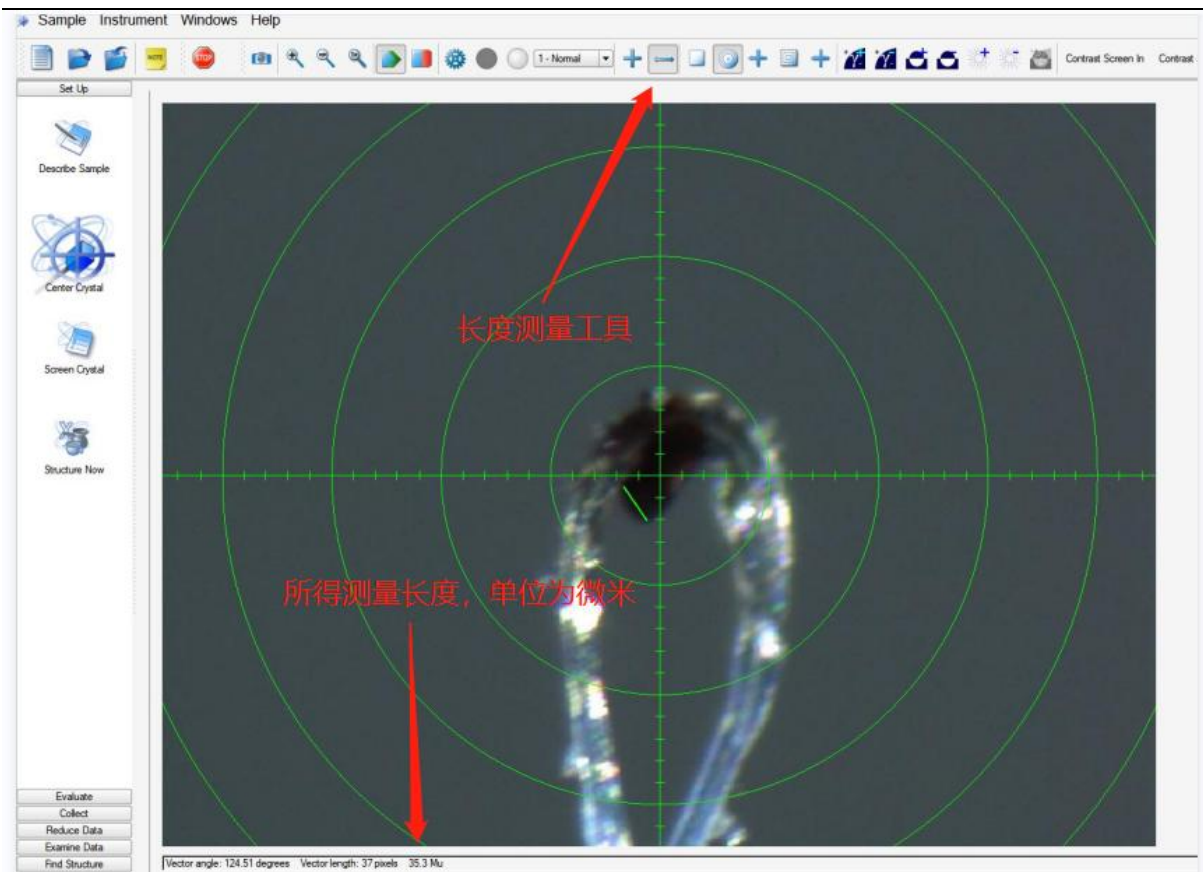 Sample Instrument Windows Help
NOTE STOP 1 - Normal Contrast Screen In Contrast
Set Up
Describe Sample
Center Crystal
Screen Crystal
Structure Now
长度测量工具
所得测量长度，单位为微米
Evaluate
Collect
Reduce Data
Examine Data
Find Structure
Vector angle: 124.51 degrees Vector length: 37 pixels 35.3 Mu